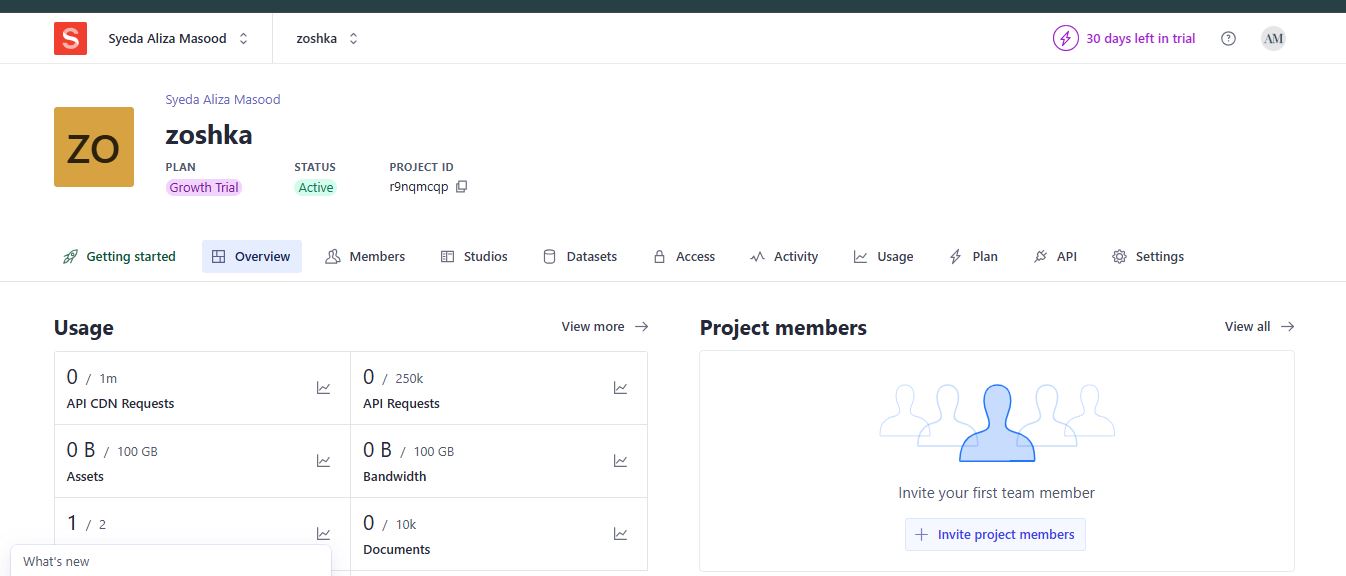 S Syeda Aliza Masood zoshka 30 days left in trial ? AM
Syeda Aliza Masood
ZO zoshka
PLAN STATUS PROJECT ID
Growth Trial Active r9nqmcqp
Getting started Overview Members Studios Datasets Access Activity Usage Plan API Settings
Usage View more
0 / 1m
API CDN Requests
0 / 250k
API Requests
0 B / 100 GB
Assets
0 B / 100 GB
Bandwidth
1 / 2
0 / 10k
Documents
What's new
Project members View all
Invite your first team member
Invite project members